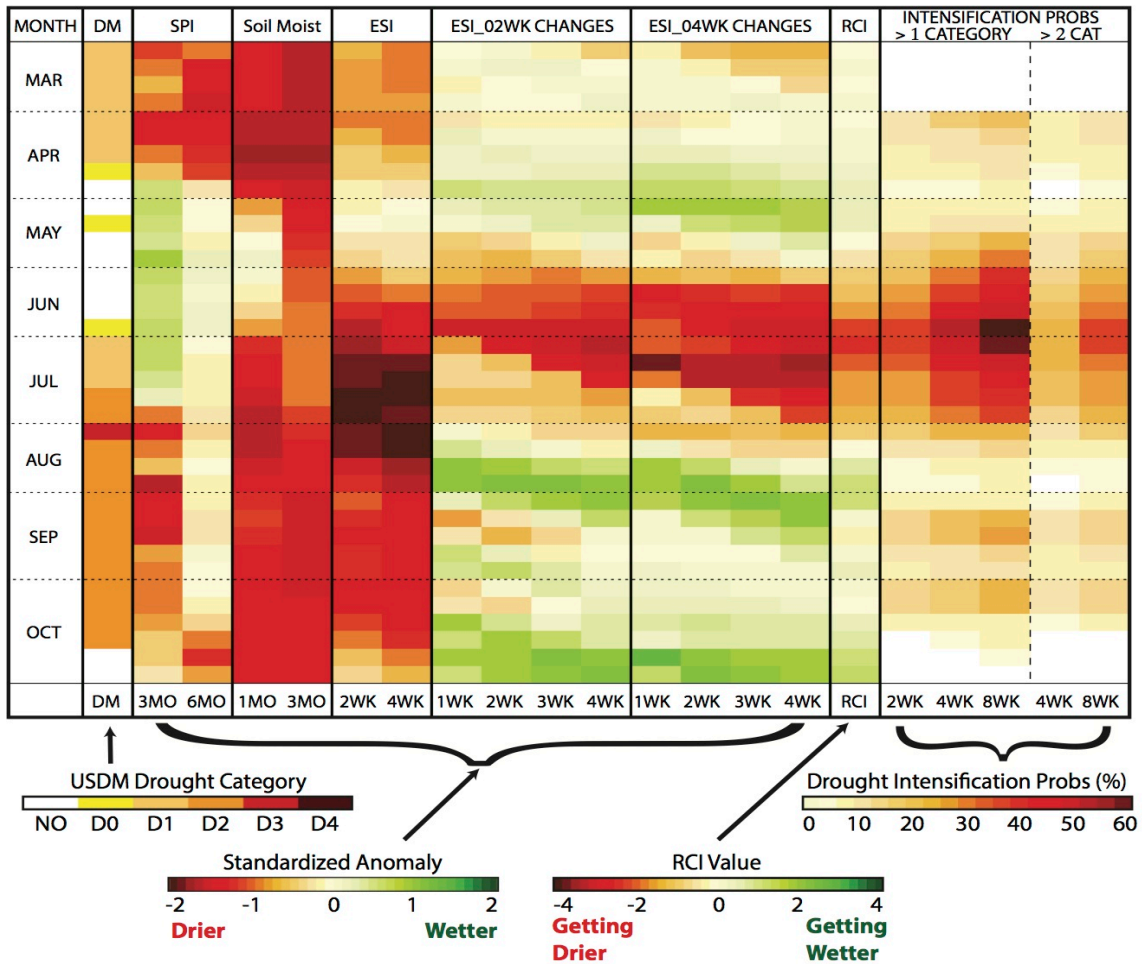 MONTH DM SPI Soil Moist ESI ESI_02WK CHANGES ESI_04WK CHANGES RCI INTENSIFICATION PROBS
> 1 CATEGORY > 2 CAT
MAR
APR
MAY
JUN
JUL
AUG
SEP
OCT
DM 3MO 6MO 1MO 3MO 2WK 4WK 1WK 2WK 3WK 4WK 1WK 2WK 3WK 4WK RCI 2WK 4WK 8WK 4WK 8WK
USDM Drought Category
NO D0 D1 D2 D3 D4
Drought Intensification Probs (%)
0 10 20 30 40 50 60
Standardized Anomaly
-2 -1 0 1 2
Drier Wetter
RCI Value
-4 -2 0 2 4
Getting Drier
Getting Wetter